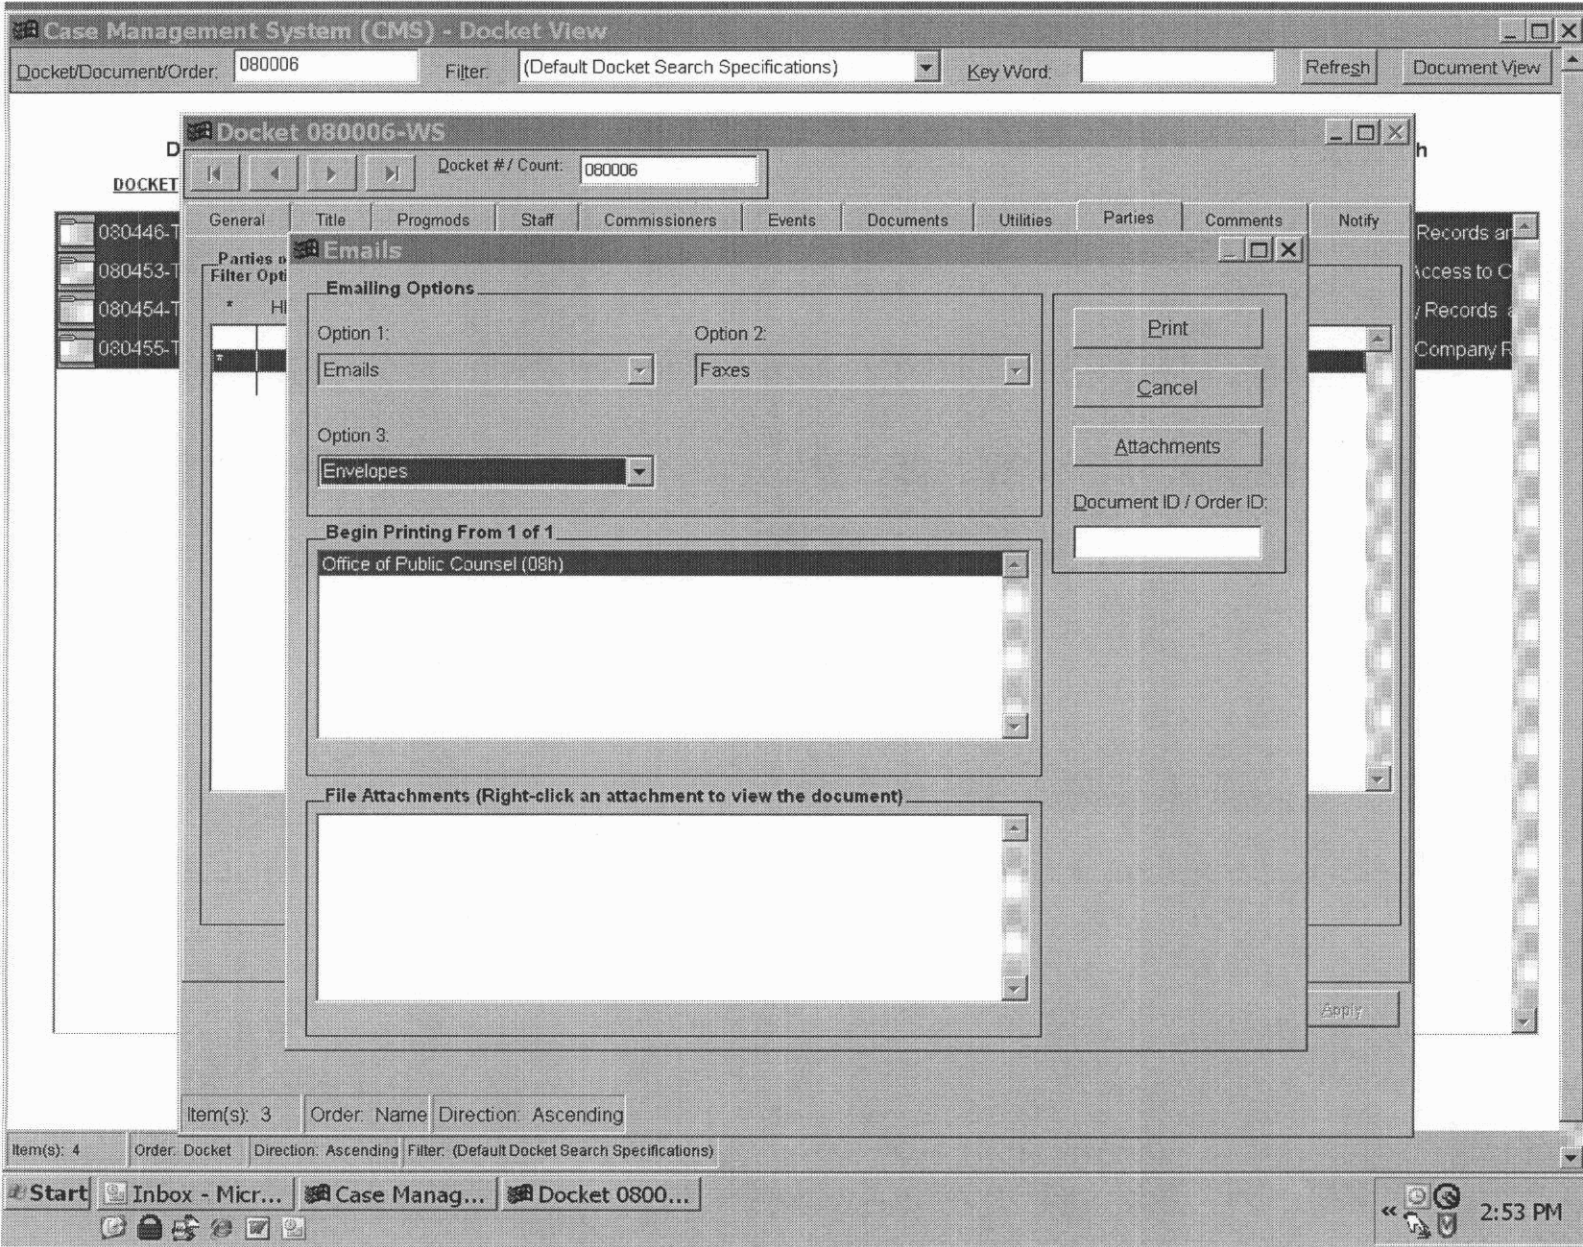 Case Management System (CMS) - Docket View
Docket/Document/Order: 080006 Filter: (Default Docket Search Specifications) Key Word: Refresh Document View
Docket 080006-WS
D h
Docket # / Count: 080006
DOCKET
General Title Progmods Staff Commissioners Events Documents Utilities Parties Comments Notify
080446-T Records an
Emails
Parties o
Filter Opti
080453-T Access to C
Emailing Options
* HI
080454-T y Records a
Option 1: Option 2: Print
080455-T Company R
*
Emails Faxes
Cancel
Option 3: Attachments
Envelopes
Document ID / Order ID:
Begin Printing From 1 of 1
Office of Public Counsel (08h)
File Attachments (Right-click an attachment to view the document)
Apply
Item(s): 3 Order: Name Direction: Ascending
Item(s): 4 Order: Docket Direction: Ascending Filter: (Default Docket Search Specifications)
Start Inbox - Micr... Case Manag... Docket 0800...
« 2:53 PM